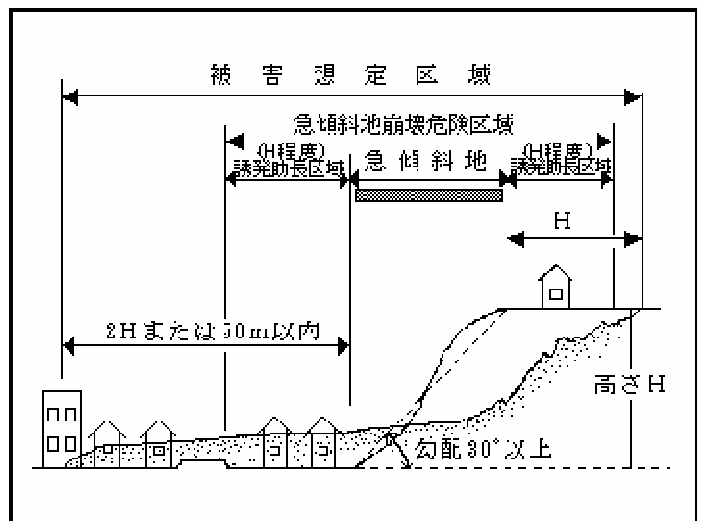 被害想定区域
急傾斜地崩壊危険区域
(H程度)
誘発助長区域
急傾斜地
(H程度)
誘発助長区域
H
2Hまたは50m以内
高さH
勾配30°以上